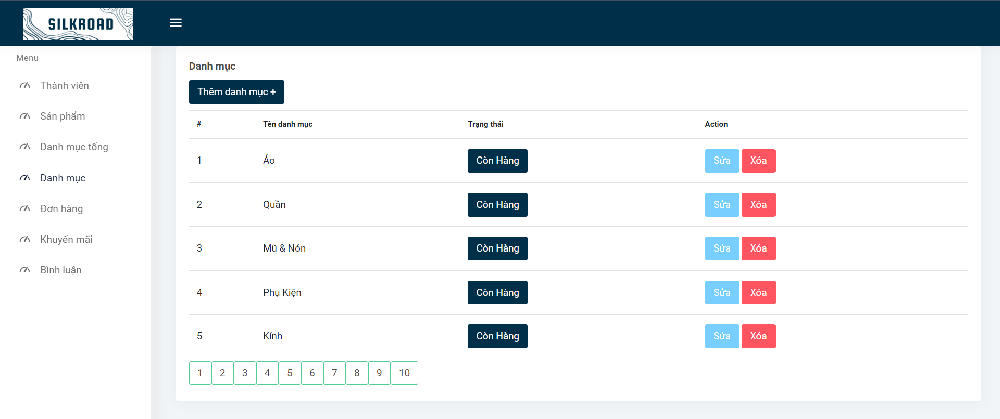 SILKROAD
Menu
Thành viên
Sản phẩm
Danh mục tổng
Danh mục
Đơn hàng
Khuyến mãi
Bình luận
Danh mục
Thêm danh mục +
# Tên danh mục Trạng thái Action
1 Áo Còn Hàng Sửa Xóa
2 Quần Còn Hàng Sửa Xóa
3 Mũ & Nón Còn Hàng Sửa Xóa
4 Phụ Kiện Còn Hàng Sửa Xóa
5 Kính Còn Hàng Sửa Xóa
1 2 3 4 5 6 7 8 9 10